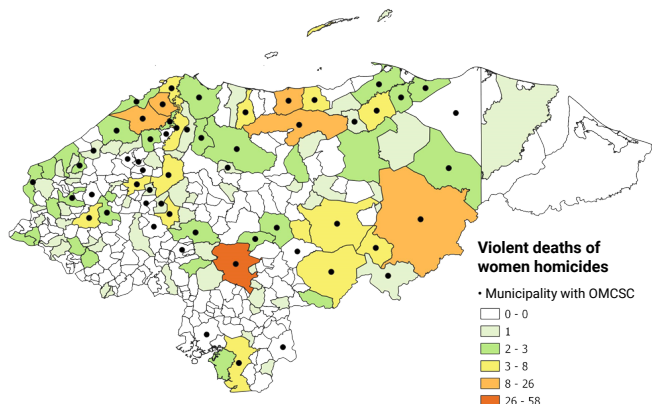 Violent deaths of
women homicides
• Municipality with OMCSC
0 - 0
1
2 - 3
3 - 8
8 - 26
26 - 58